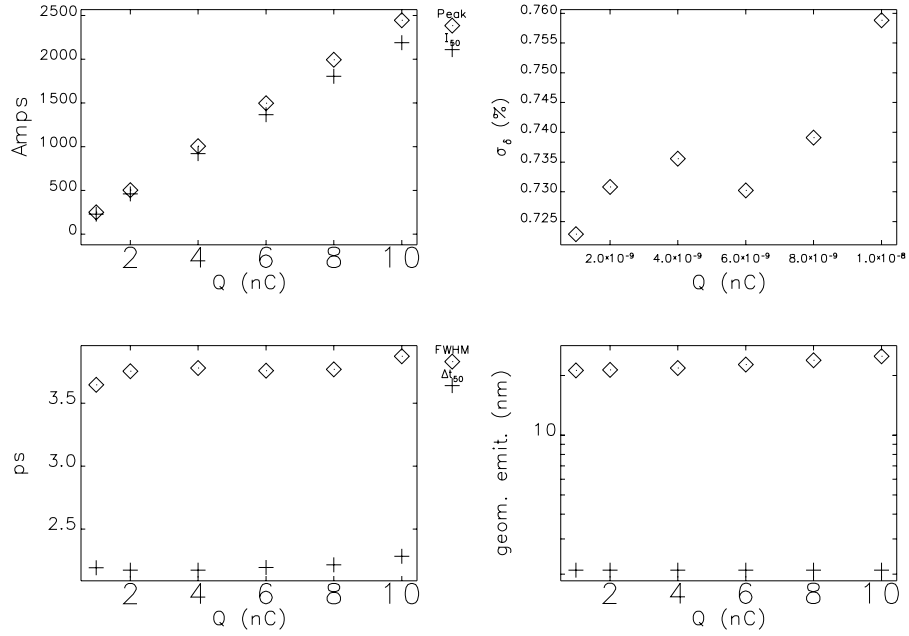 Peak
I50
2500
2000
1500
1000
500
0
Amps
2 4 6 8 10
Q (nC)
0.760
0.755
0.750
0.745
0.740
0.735
0.730
0.725
σδ (%)
2.0×10-9 4.0×10-9 6.0×10-9 8.0×10-9 1.0×10-8
Q (nC)
FWHM
Δt50
3.5
3.0
2.5
ps
2 4 6 8 10
Q (nC)
10
geom. emit. (nm)
2 4 6 8 10
Q (nC)